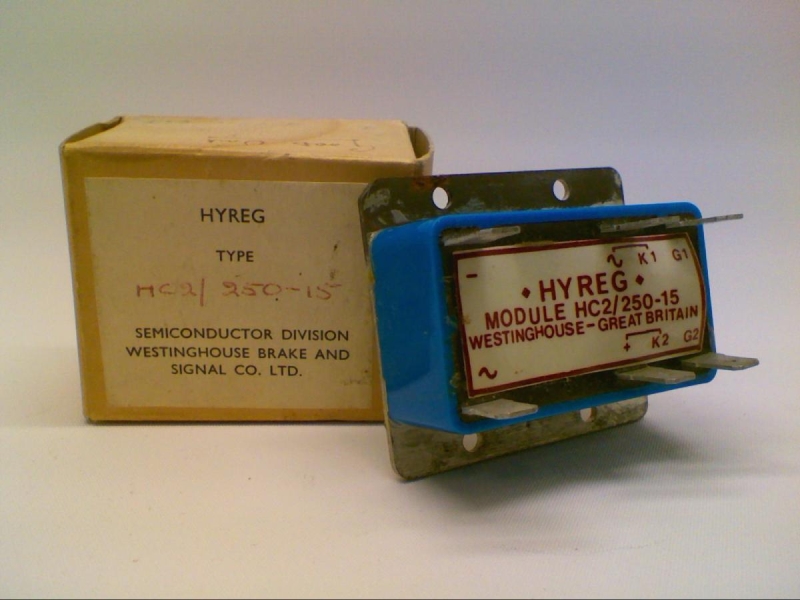 HYREG
TYPE
HC2/250-15
SEMICONDUCTOR DIVISION
WESTINGHOUSE BRAKE AND
SIGNAL CO. LTD.
− ∿ K1 G1
HYREG
MODULE HC2/250-15
WESTINGHOUSE-GREAT BRITAIN
∿ + K2 G2